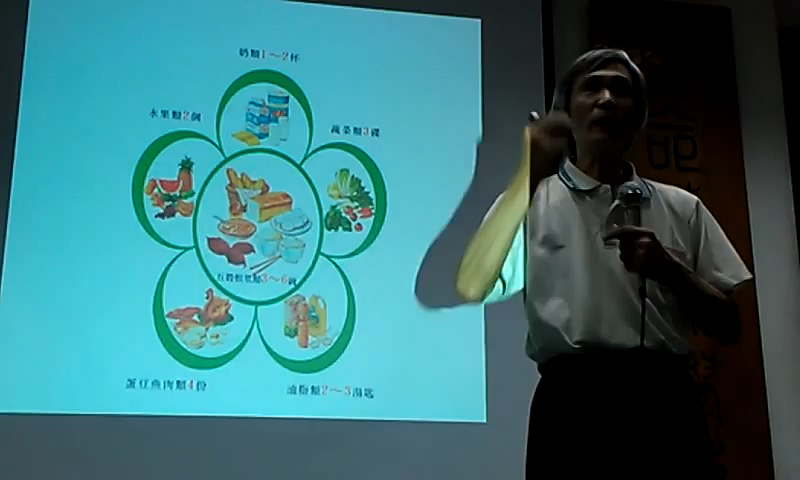 奶類1～2杯
水果類2個
蔬菜類3碟
五穀根莖類3～6碗
蛋豆魚肉類4份
油脂類2～3湯匙